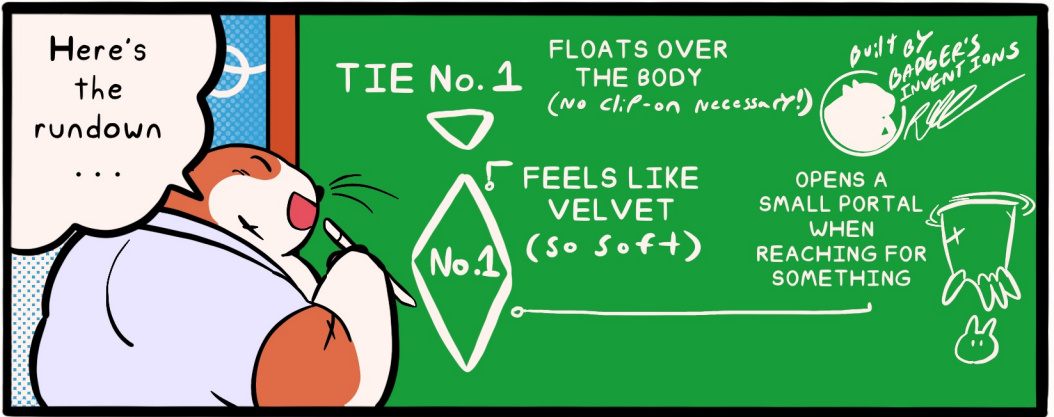 Here's
the
rundown
...
TIE No.1
FLOATS OVER
THE BODY
(No clip-on necessary!)
Built BY
BADGER'S
INVENTIONS
FEELS LIKE
VELVET
(so soft)
No.1
OPENS A
SMALL PORTAL
WHEN
REACHING FOR
SOMETHING